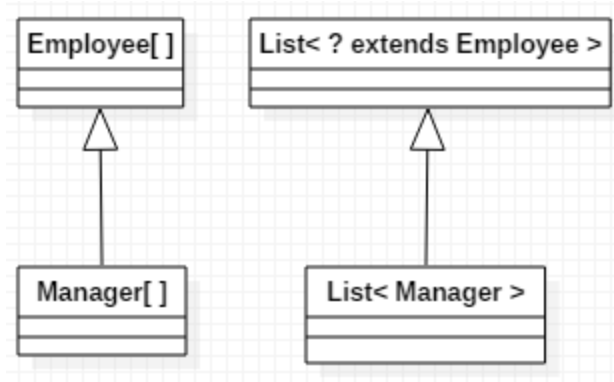 Employee[ ]
List< ? extends Employee >
Manager[ ]
List< Manager >